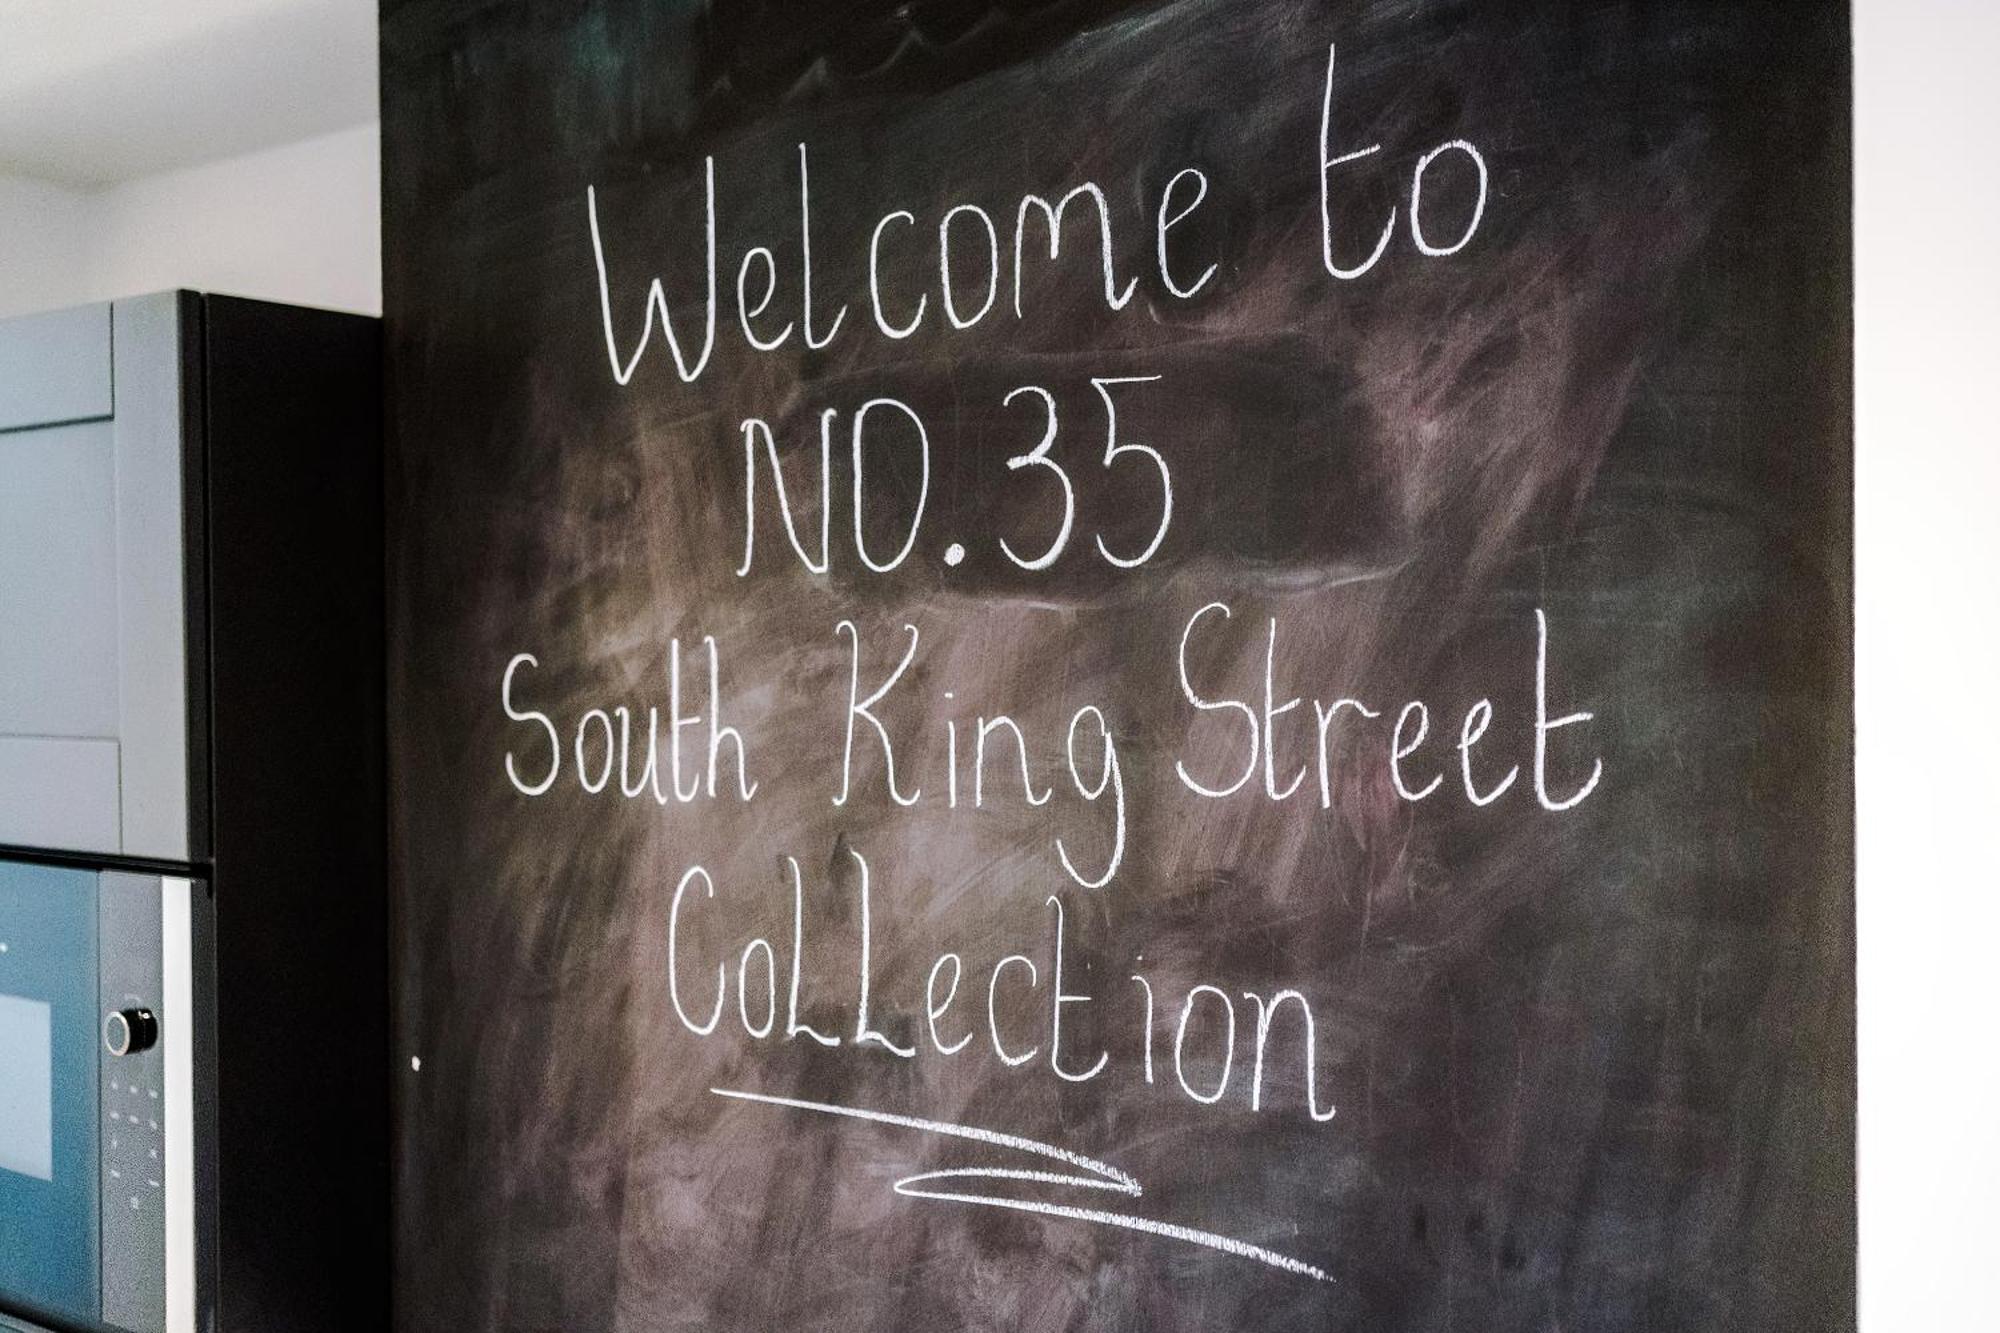 Welcome to
NO.35
South King Street
Collection